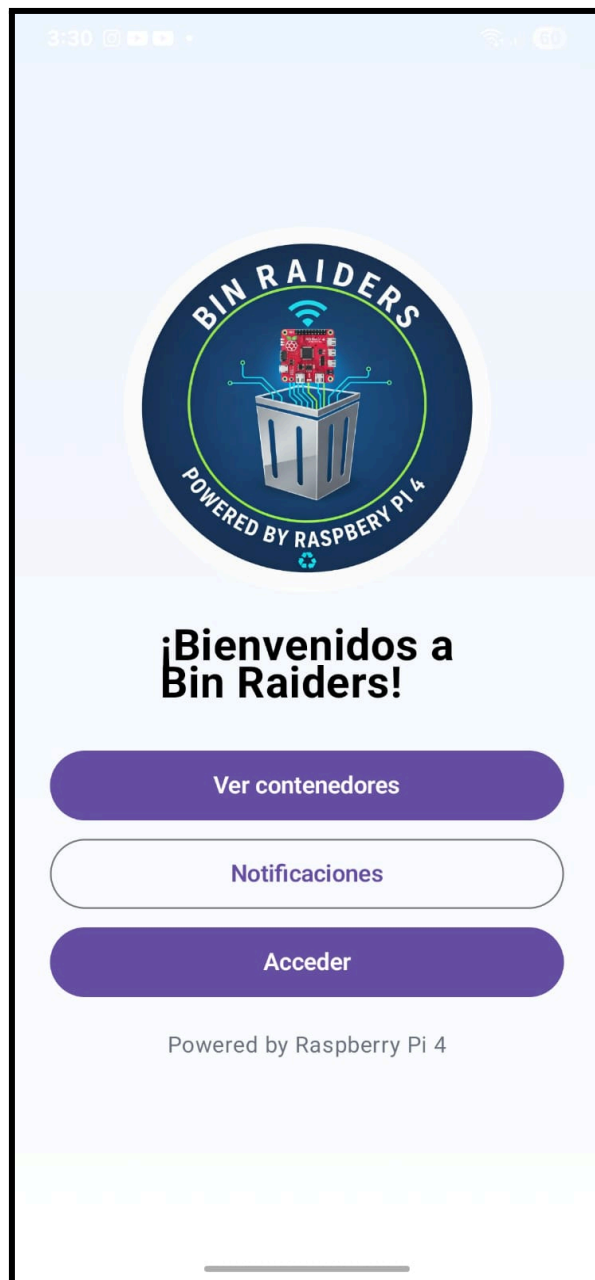 3:30
60
BIN RAIDERS
POWERED BY RASPBERY PI 4
¡Bienvenidos a
Bin Raiders!
Ver contenedores
Notificaciones
Acceder
Powered by Raspberry Pi 4